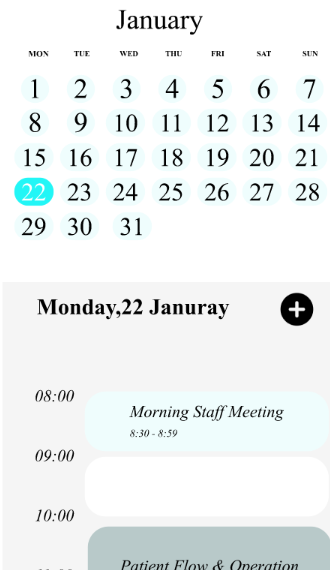 January
MON TUE WED THU FRI SAT SUN
1 2 3 4 5 6 7
8 9 10 11 12 13 14
15 16 17 18 19 20 21
22 23 24 25 26 27 28
29 30 31
Monday,22 Januray
08:00
Morning Staff Meeting
8:30 - 8:59
09:00
10:00
Patient Flow & Operation